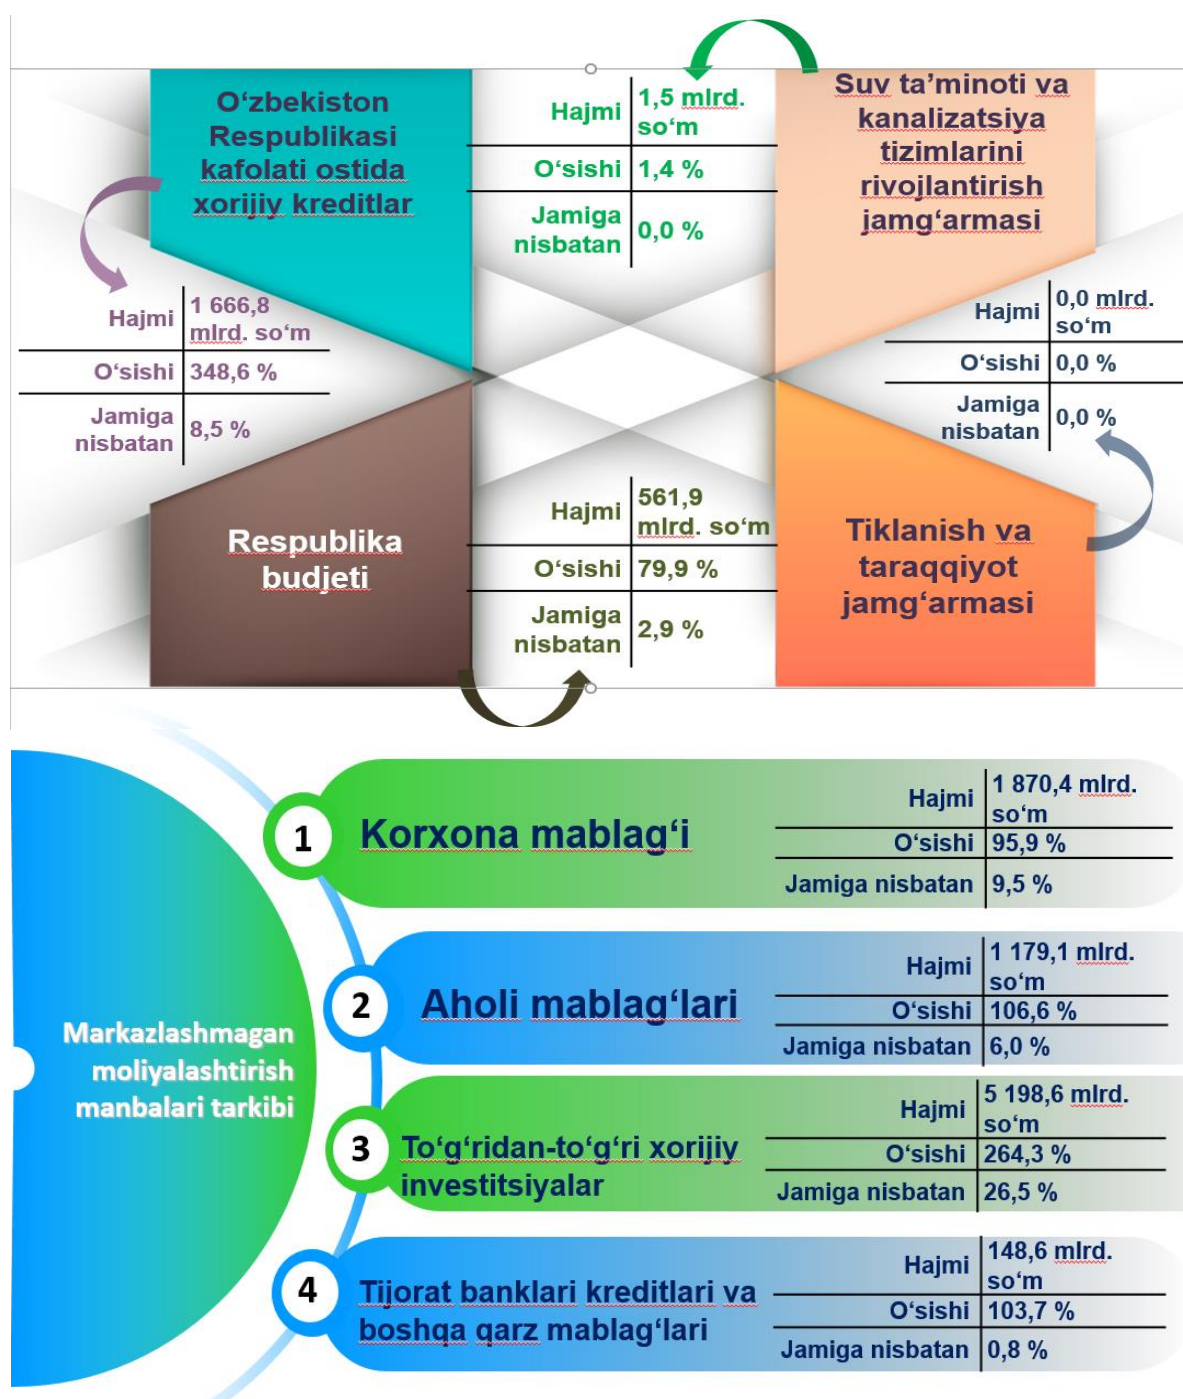 O‘zbekiston
Respublikasi
kafolati ostida
xorijiy kreditlar
Hajmi
1 666,8
mlrd. so‘m
O‘sishi
348,6 %
Jamiga
nisbatan
8,5 %
Hajmi
1,5 mlrd.
so‘m
O‘sishi
1,4 %
Jamiga
nisbatan
0,0 %
Suv ta’minoti va
kanalizatsiya
tizimlarini
rivojlantirish
jamg‘armasi
Hajmi
0,0 mlrd.
so‘m
O‘sishi
0,0 %
Jamiga
nisbatan
0,0 %
Respublika
budjeti
Hajmi
561,9
mlrd. so‘m
O‘sishi
79,9 %
Jamiga
nisbatan
2,9 %
Tiklanish va
taraqqiyot
jamg‘armasi
Markazlashmagan
moliyalashtirish
manbalari tarkibi
1
Korxona mablag‘i
Hajmi
1 870,4 mlrd.
so‘m
O‘sishi
95,9 %
Jamiga nisbatan
9,5 %
2
Aholi mablag‘lari
Hajmi
1 179,1 mlrd.
so‘m
O‘sishi
106,6 %
Jamiga nisbatan
6,0 %
3
To‘g‘ridan-to‘g‘ri xorijiy
investitsiyalar
Hajmi
5 198,6 mlrd.
so‘m
O‘sishi
264,3 %
Jamiga nisbatan
26,5 %
4
Tijorat banklari kreditlari va
boshqa qarz mablag‘lari
Hajmi
148,6 mlrd.
so‘m
O‘sishi
103,7 %
Jamiga nisbatan
0,8 %